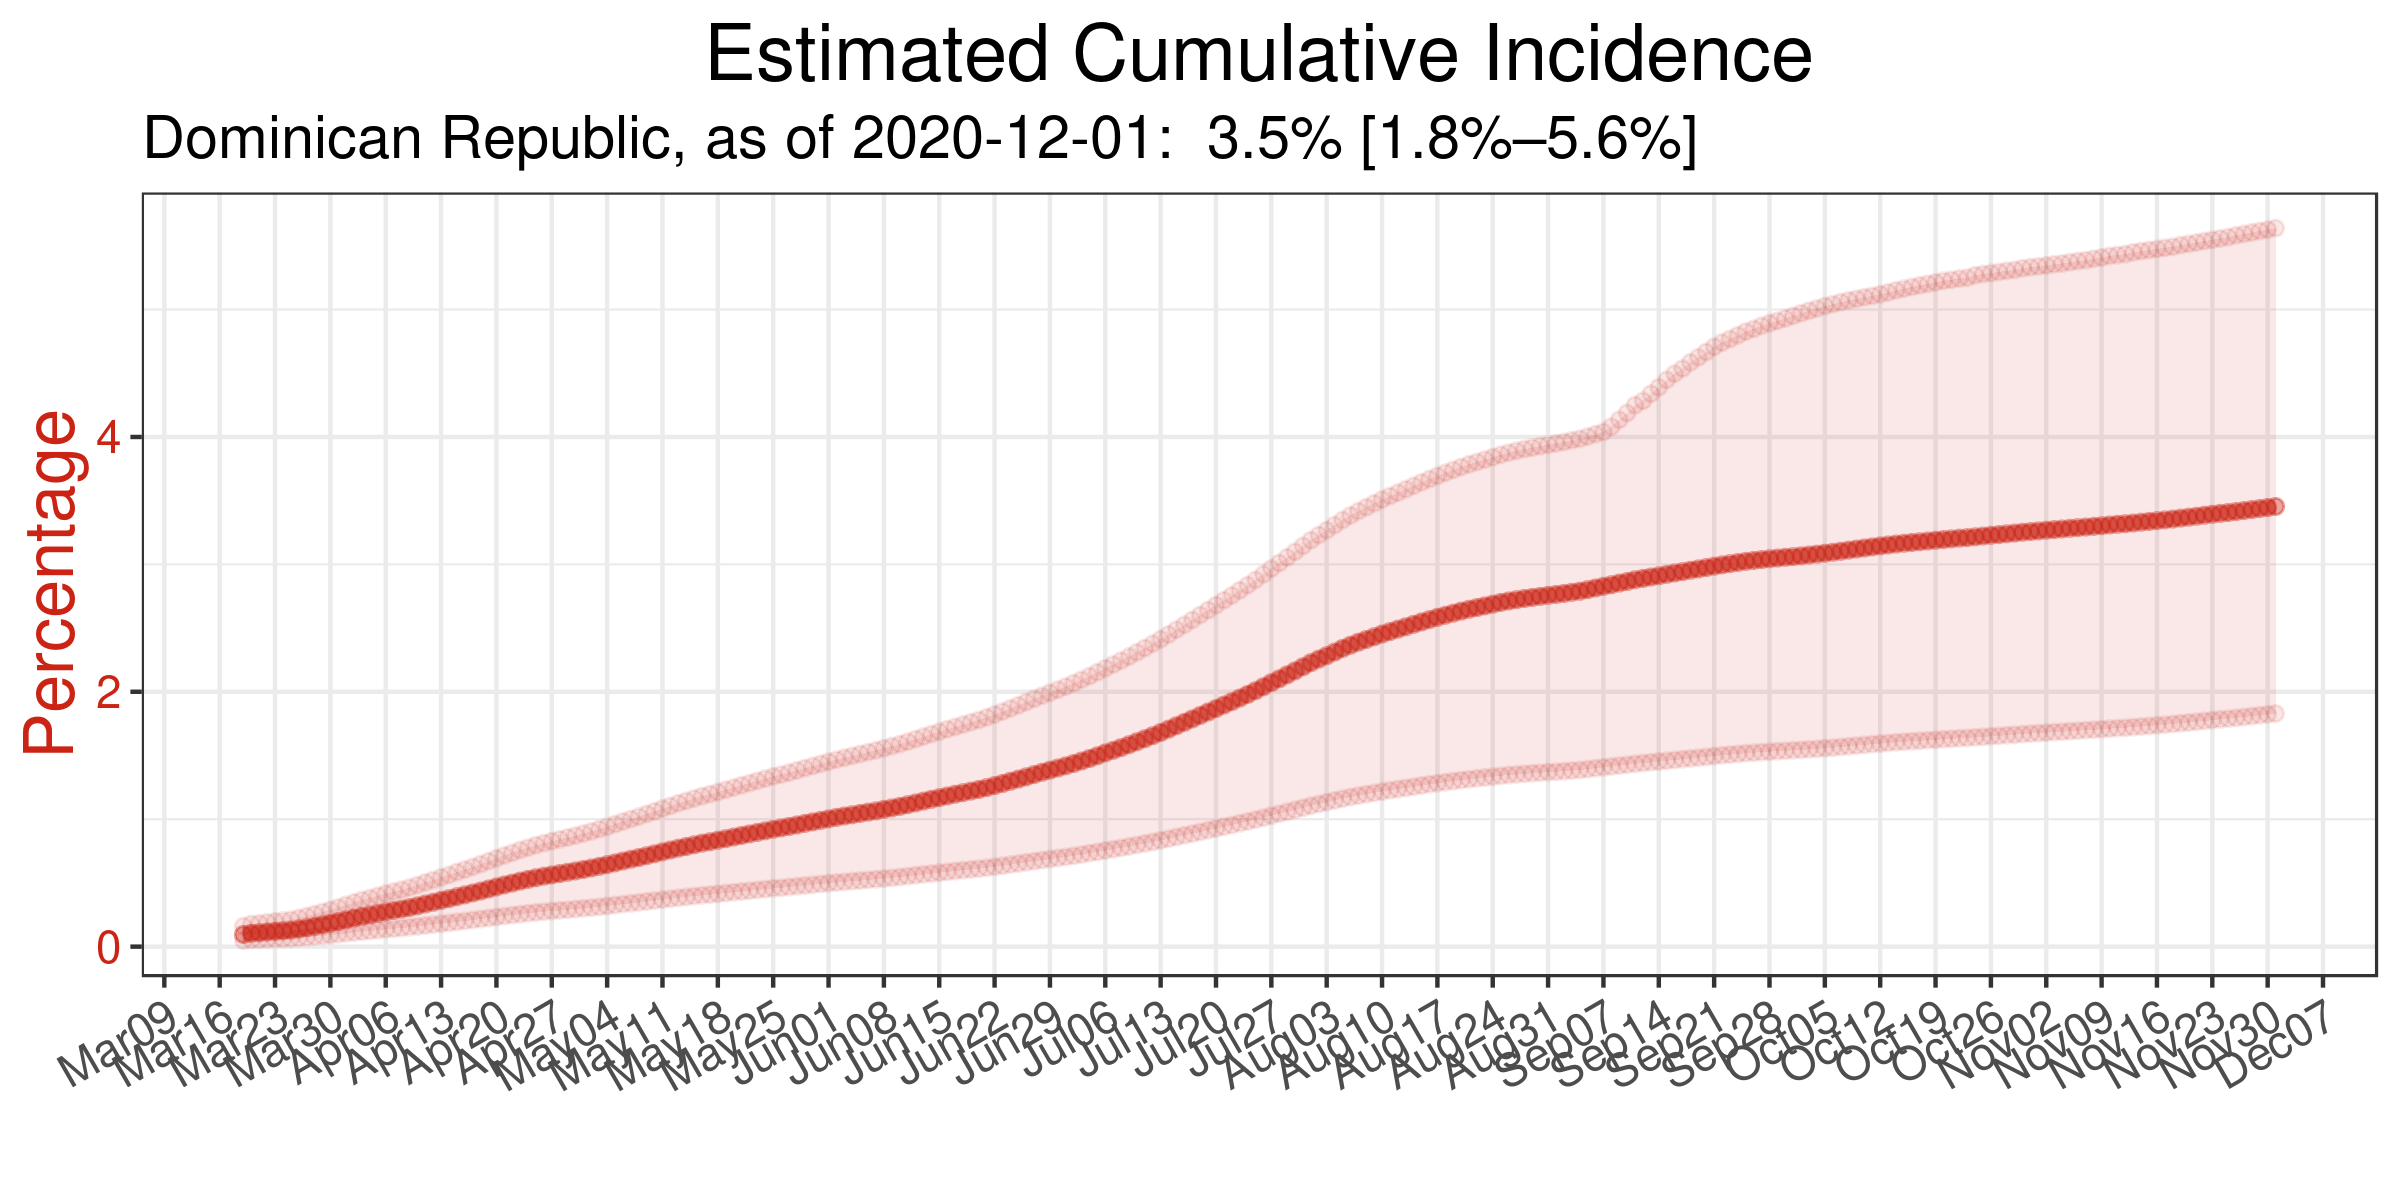 Estimated Cumulative Incidence
Dominican Republic, as of 2020-12-01:  3.5% [1.8%–5.6%]
Percentage
4
2
0
Mar09
Mar16
Mar23
Mar30
Apr06
Apr13
Apr20
Apr27
May04
May11
May18
May25
Jun01
Jun08
Jun15
Jun22
Jun29
Jul06
Jul13
Jul20
Jul27
Aug03
Aug10
Aug17
Aug24
Aug31
Sep07
Sep14
Sep21
Sep28
Oct05
Oct12
Oct19
Oct26
Nov02
Nov09
Nov16
Nov23
Nov30
Dec07